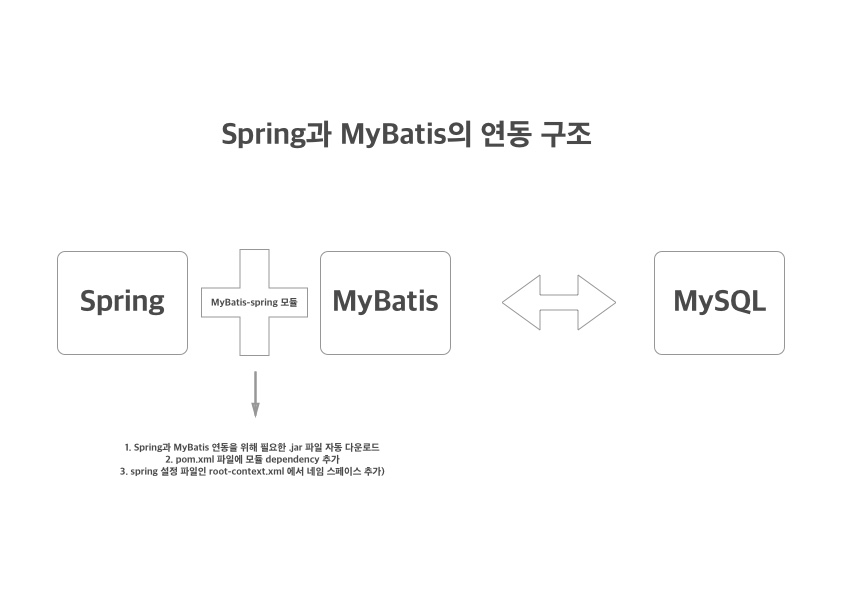 Spring과 MyBatis의 연동 구조
Spring
MyBatis-spring 모듈
MyBatis
MySQL
1. Spring과 MyBatis 연동을 위해 필요한 .jar 파일 자동 다운로드
2. pom.xml 파일에 모듈 dependency 추가
3. spring 설정 파일인 root-context.xml 에서 네임 스페이스 추가)